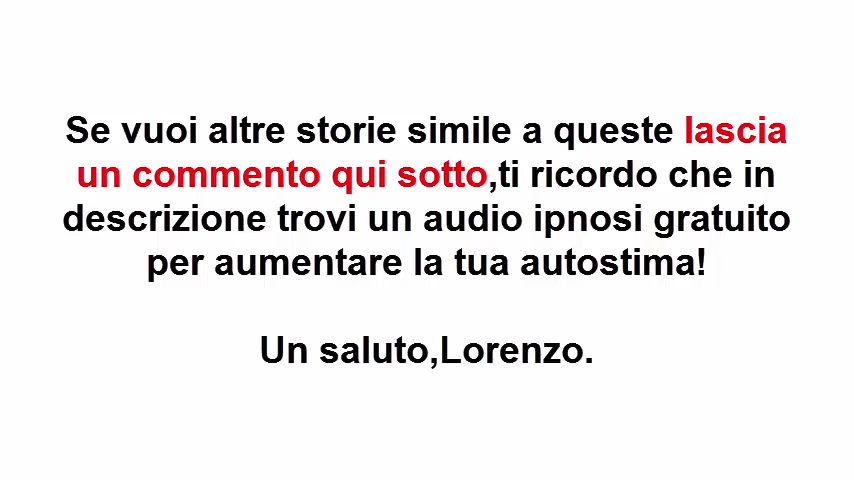 Se vuoi altre storie simile a queste lascia
un commento qui sotto,ti ricordo che in
descrizione trovi un audio ipnosi gratuito
per aumentare la tua autostima!
Un saluto,Lorenzo.